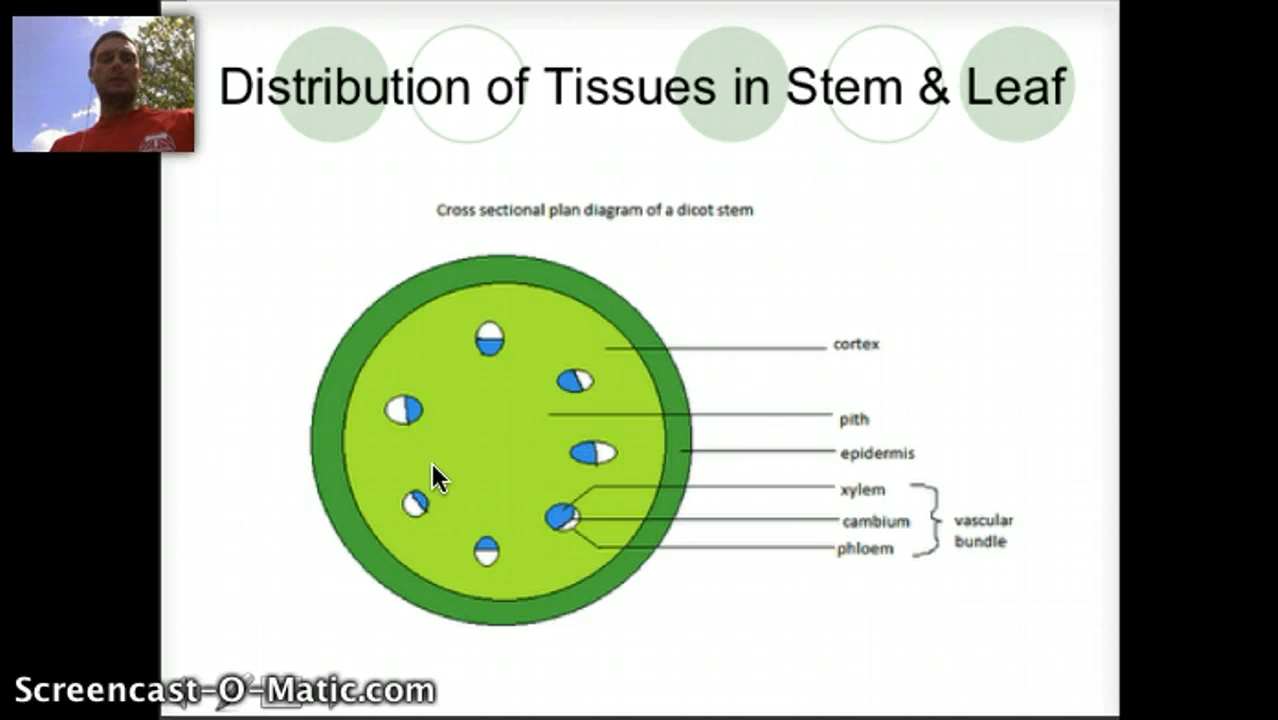 Distribution of Tissues in Stem & Leaf
Cross sectional plan diagram of a dicot stem
cortex
pith
epidermis
xylem
cambium
phloem
vascular
bundle
Screencast-O-Matic.com